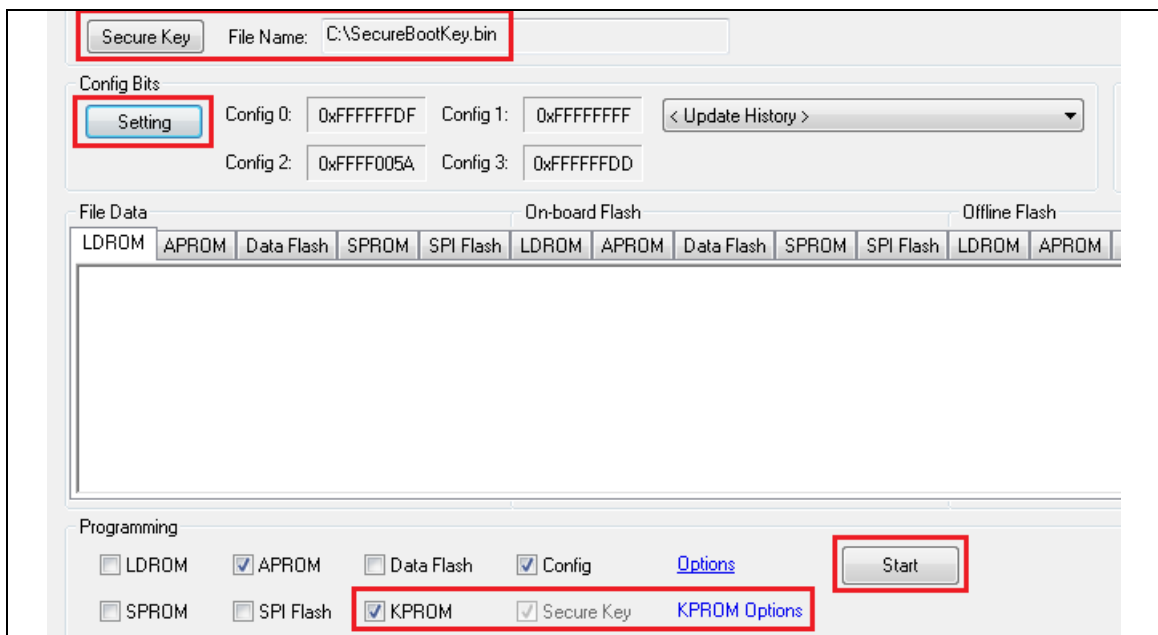 Secure Key File Name: C:\SecureBootKey.bin
Config Bits
Setting Config 0: 0xFFFFFFDF Config 1: 0xFFFFFFFF < Update History >
Config 2: 0xFFFF005A Config 3: 0xFFFFFFDD
File Data On-board Flash Offline Flash
LDROM APROM Data Flash SPROM SPI Flash LDROM APROM Data Flash SPROM SPI Flash LDROM APROM
Programming
LDROM APROM Data Flash Config Options Start
SPROM SPI Flash KPROM Secure Key KPROM Options